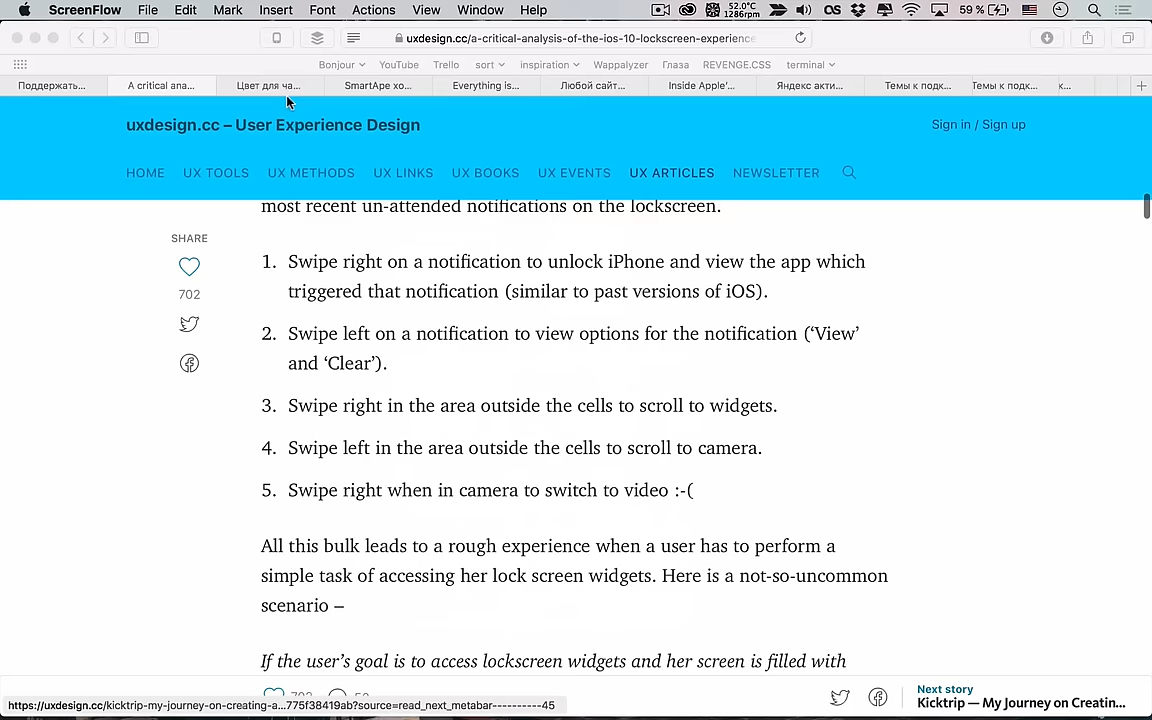 ScreenFlow File Edit Mark Insert Font Actions View Window Help 52.0°C 1286rpm OS 59 %
uxdesign.cc/a-critical-analysis-of-the-ios-10-lockscreen-experience
Bonjour YouTube Trello sort inspiration Wappalyzer Глаза REVENGE.CSS terminal
Поддержать... A critical ana... Цвет для ча... SmartApe хо... Everything is... Любой сайт... Inside Apple'... Яндекс акти... Темы к подк... Темы к подк... к...
uxdesign.cc – User Experience Design
Sign in / Sign up
HOME UX TOOLS UX METHODS UX LINKS UX BOOKS UX EVENTS UX ARTICLES NEWSLETTER
most recent un-attended notifications on the lockscreen.
SHARE
702
1. Swipe right on a notification to unlock iPhone and view the app which
triggered that notification (similar to past versions of iOS).
2. Swipe left on a notification to view options for the notification (‘View’
and ‘Clear’).
3. Swipe right in the area outside the cells to scroll to widgets.
4. Swipe left in the area outside the cells to scroll to camera.
5. Swipe right when in camera to switch to video :-(
All this bulk leads to a rough experience when a user has to perform a
simple task of accessing her lock screen widgets. Here is a not-so-uncommon
scenario –
If the user’s goal is to access lockscreen widgets and her screen is filled with
Next story
Kicktrip — My Journey on Creatin...
https://uxdesign.cc/kicktrip-my-journey-on-creating-a...775f38419ab?source=read_next_metabar----------45